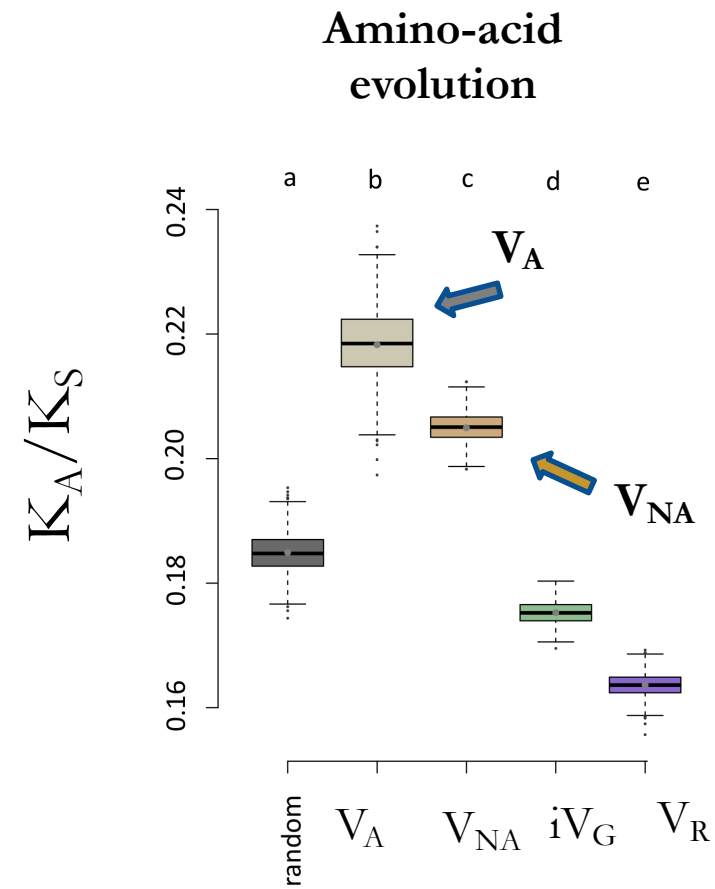 Amino-acid
evolution
a b c d e
V_A
V_NA
K_A/K_S
0.24
0.22
0.20
0.18
0.16
random V_A V_NA iV_G V_R